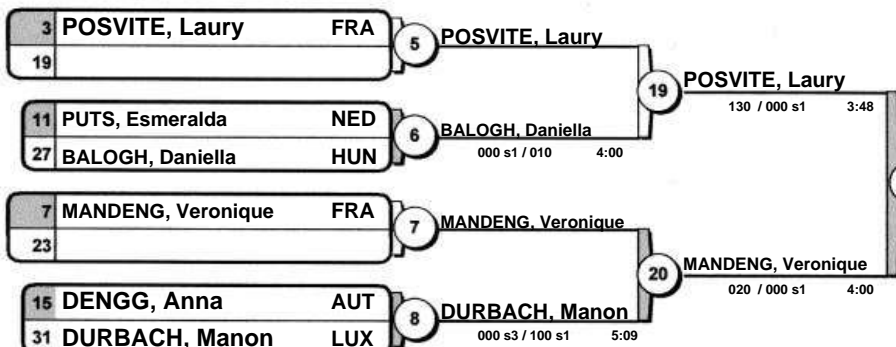 3 POSVITE, Laury FRA
19
5
POSVITE, Laury
11 PUTS, Esmeralda NED
27 BALOGH, Daniella HUN
6
BALOGH, Daniella
000 s1 / 010 4:00
19
POSVITE, Laury
130 / 000 s1 3:48
7 MANDENG, Veronique FRA
23
7
MANDENG, Veronique
15 DENGG, Anna AUT
31 DURBACH, Manon LUX
8
DURBACH, Manon
000 s3 / 100 s1 5:09
20
MANDENG, Veronique
020 / 000 s1 4:00